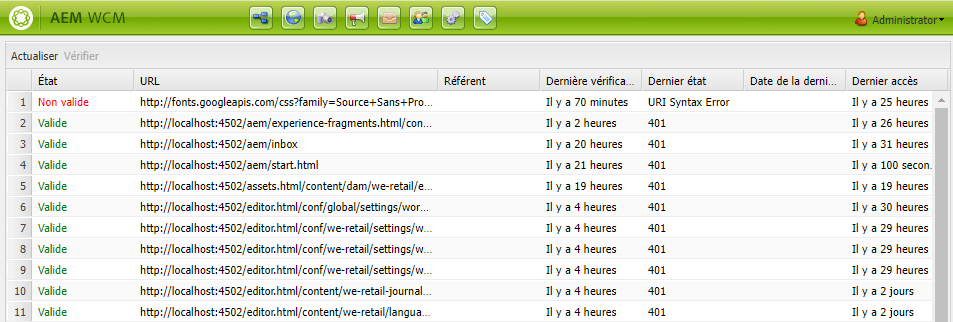 AEM WCM Administrator
Actualiser Vérifier
État URL Référent Dernière vérifica... Dernier état Date de la derni... Dernier accès
1 Non valide http://fonts.googleapis.com/css?family=Source+Sans+Pro... Il y a 70 minutes URI Syntax Error Il y a 25 heures
2 Valide http://localhost:4502/aem/experience-fragments.html/con... Il y a 2 heures 401 Il y a 26 heures
3 Valide http://localhost:4502/aem/inbox Il y a 20 heures 401 Il y a 31 heures
4 Valide http://localhost:4502/aem/start.html Il y a 21 heures 401 Il y a 100 secon.
5 Valide http://localhost:4502/assets.html/content/dam/we-retail/e... Il y a 19 heures 401 Il y a 19 heures
6 Valide http://localhost:4502/editor.html/conf/global/settings/wor... Il y a 4 heures 401 Il y a 30 heures
7 Valide http://localhost:4502/editor.html/conf/we-retail/settings/w... Il y a 4 heures 401 Il y a 29 heures
8 Valide http://localhost:4502/editor.html/conf/we-retail/settings/w... Il y a 4 heures 401 Il y a 29 heures
9 Valide http://localhost:4502/editor.html/conf/we-retail/settings/w... Il y a 4 heures 401 Il y a 29 heures
10 Valide http://localhost:4502/editor.html/content/we-retail-journal... Il y a 4 heures 401 Il y a 2 jours
11 Valide http://localhost:4502/editor.html/content/we-retail/langua... Il y a 4 heures 401 Il y a 2 jours